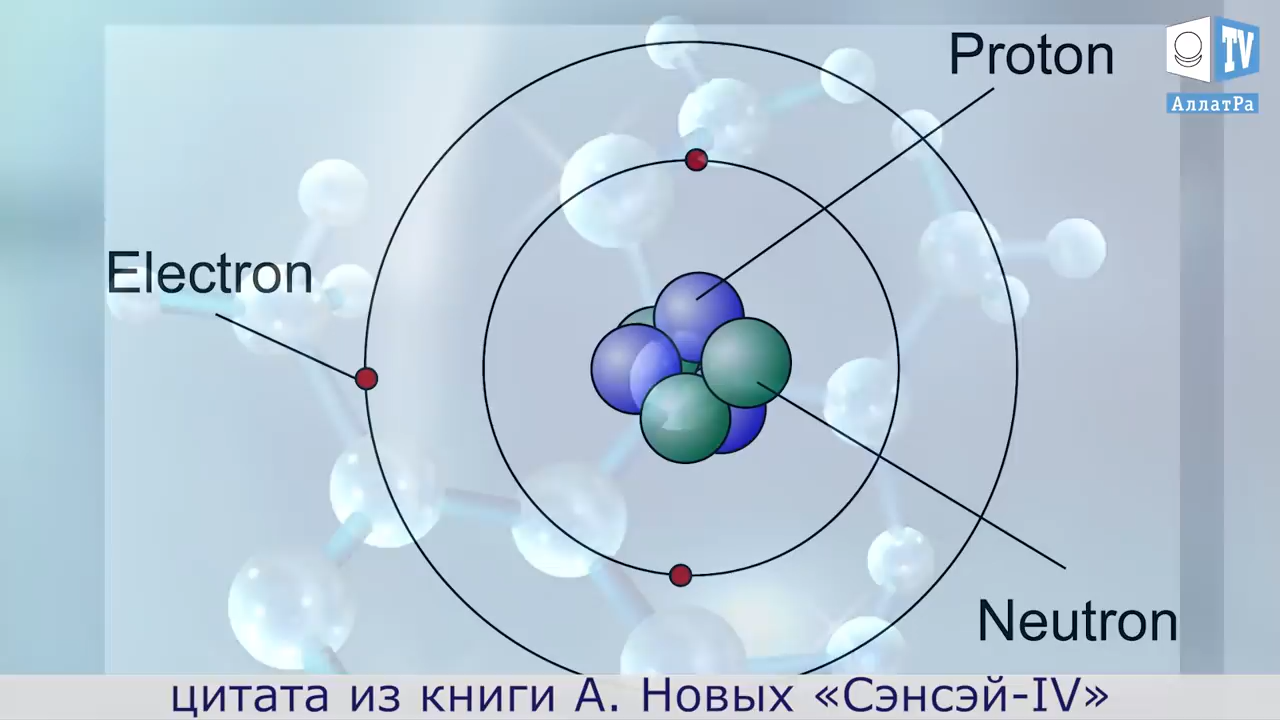 Proton
TV
АллатРа
Electron
Neutron
цитата из книги А. Новых «Сэнсэй-IV»